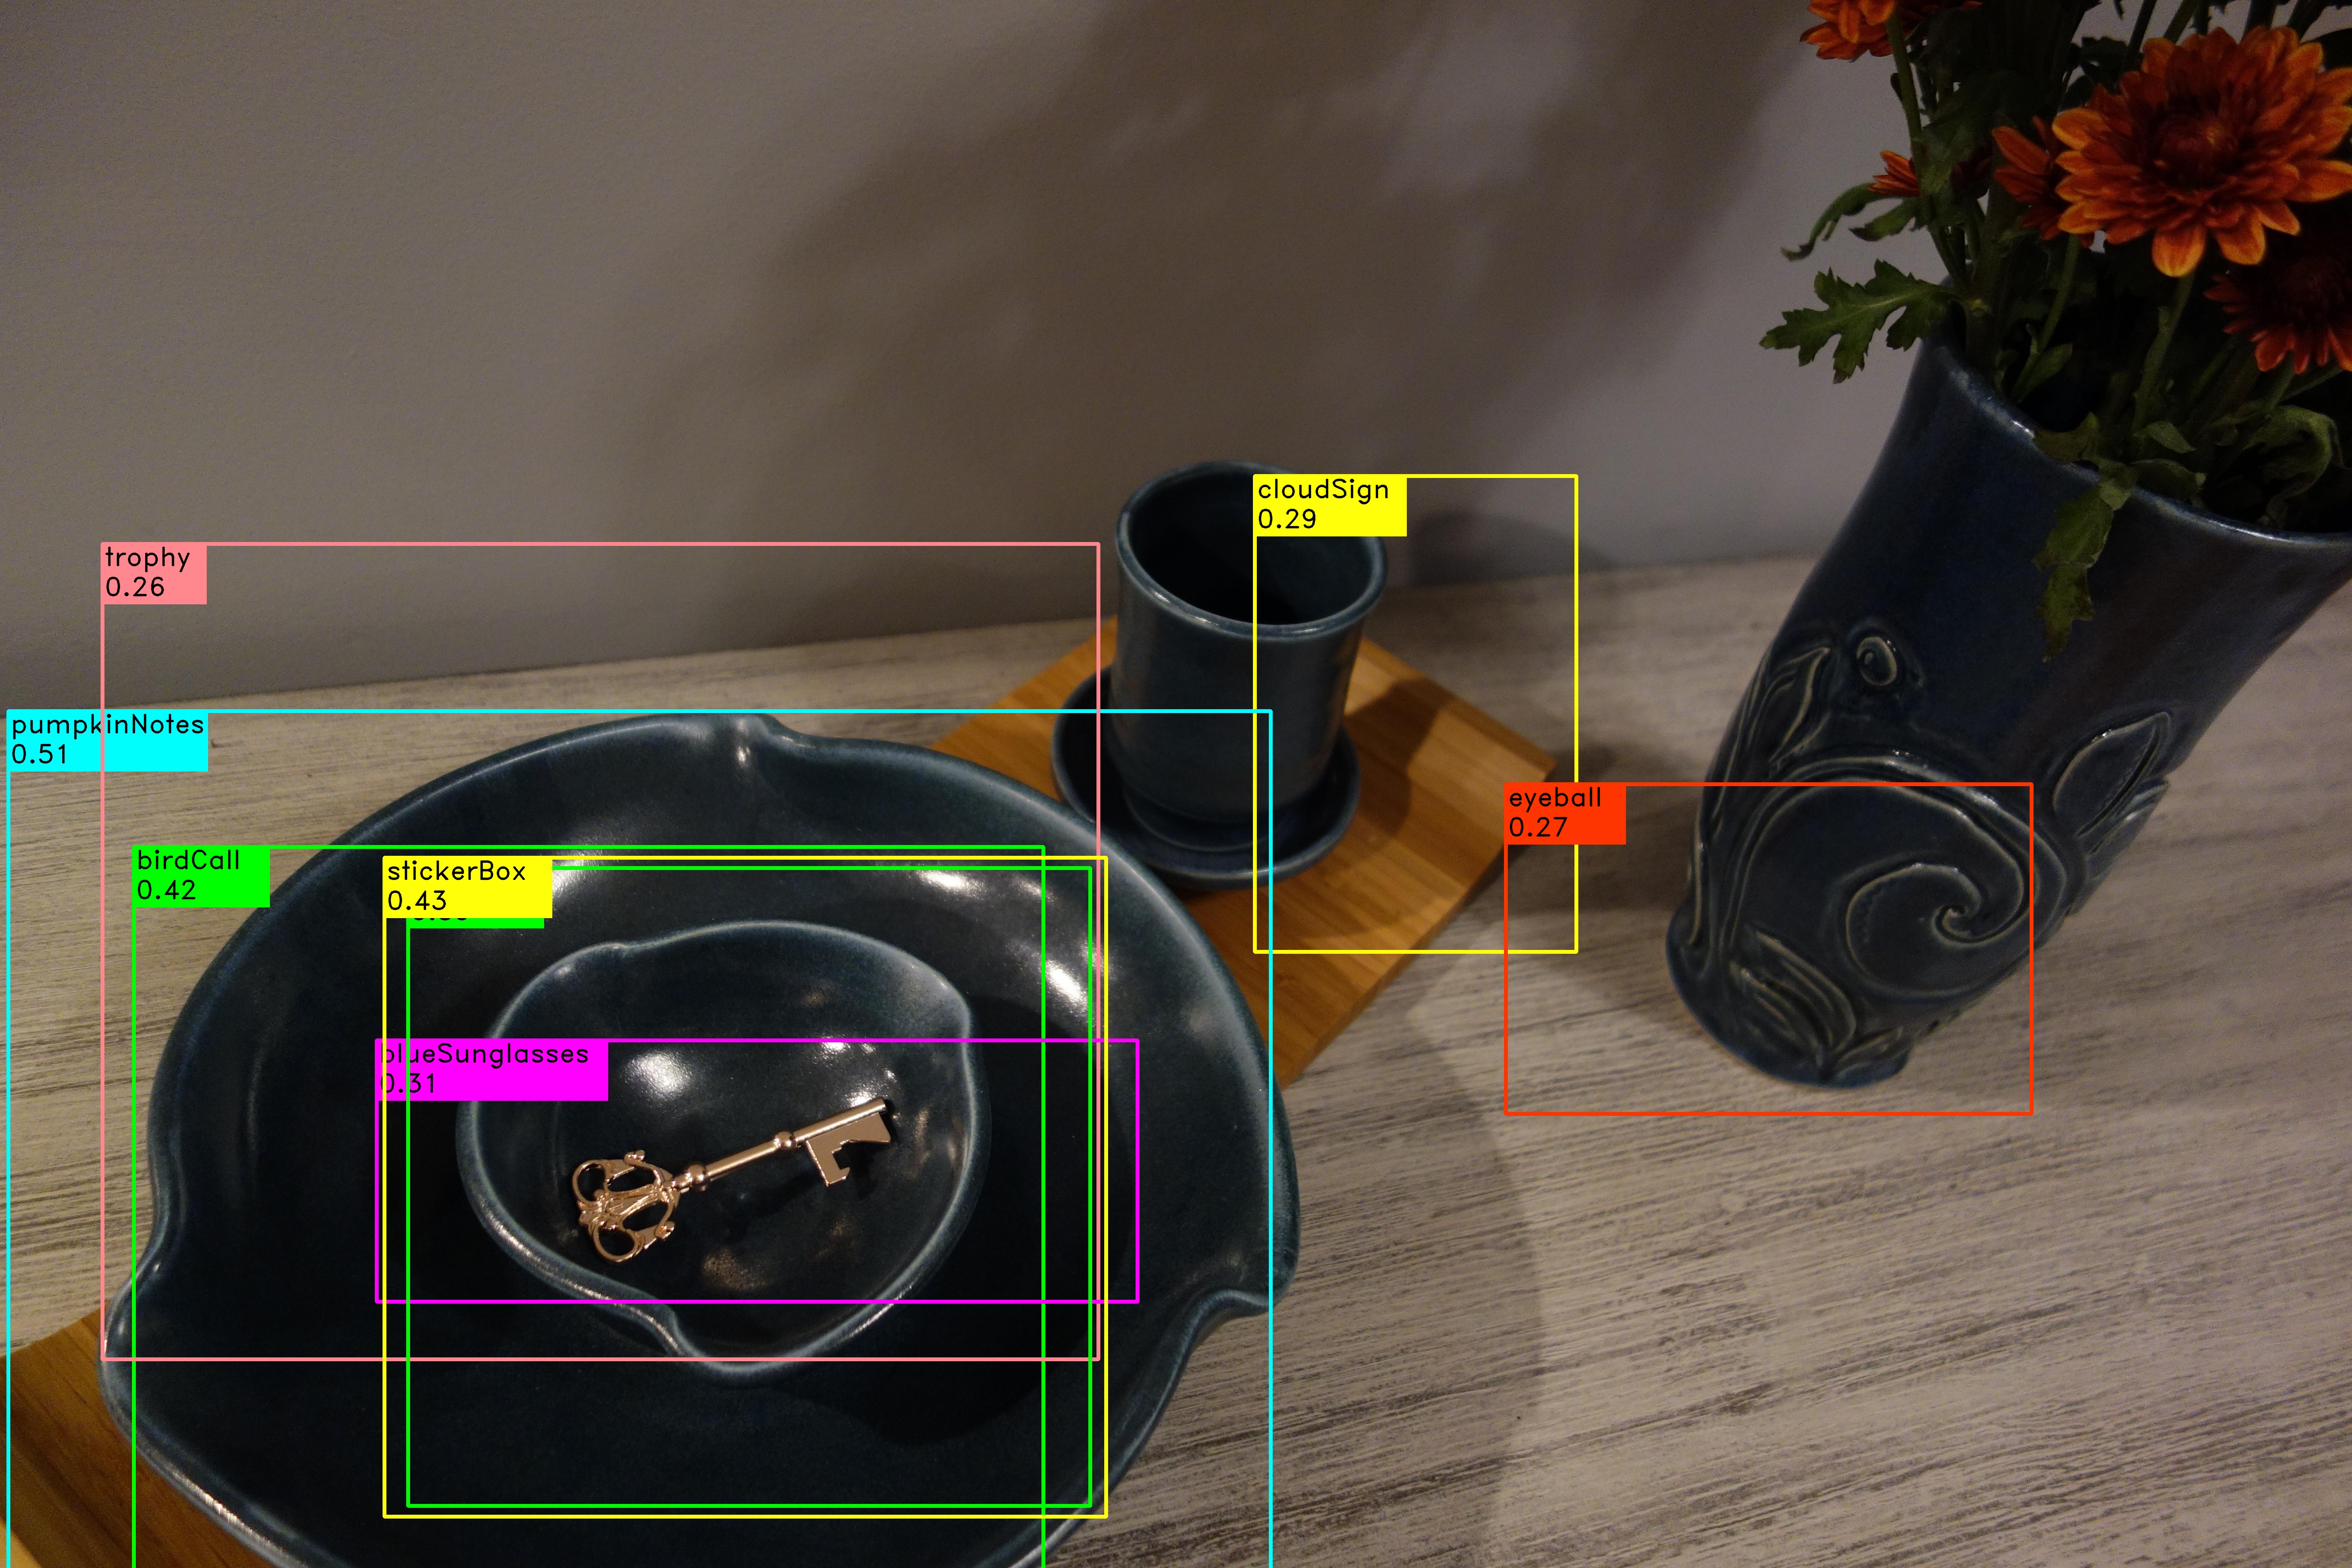 cloudSign
0.29
trophy
0.26
pumpkinNotes
0.51
eyeball
0.27
birdCall
0.42
stickerBox
0.43
blueSunglasses
0.31